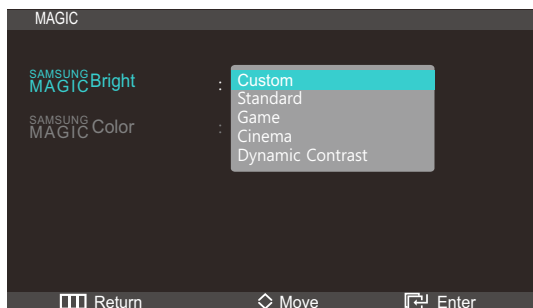 MAGIC
SAMSUNG
MAGIC Bright : Custom
Standard
Game
Cinema
Dynamic Contrast
SAMSUNG
MAGIC Color :
Return Move Enter